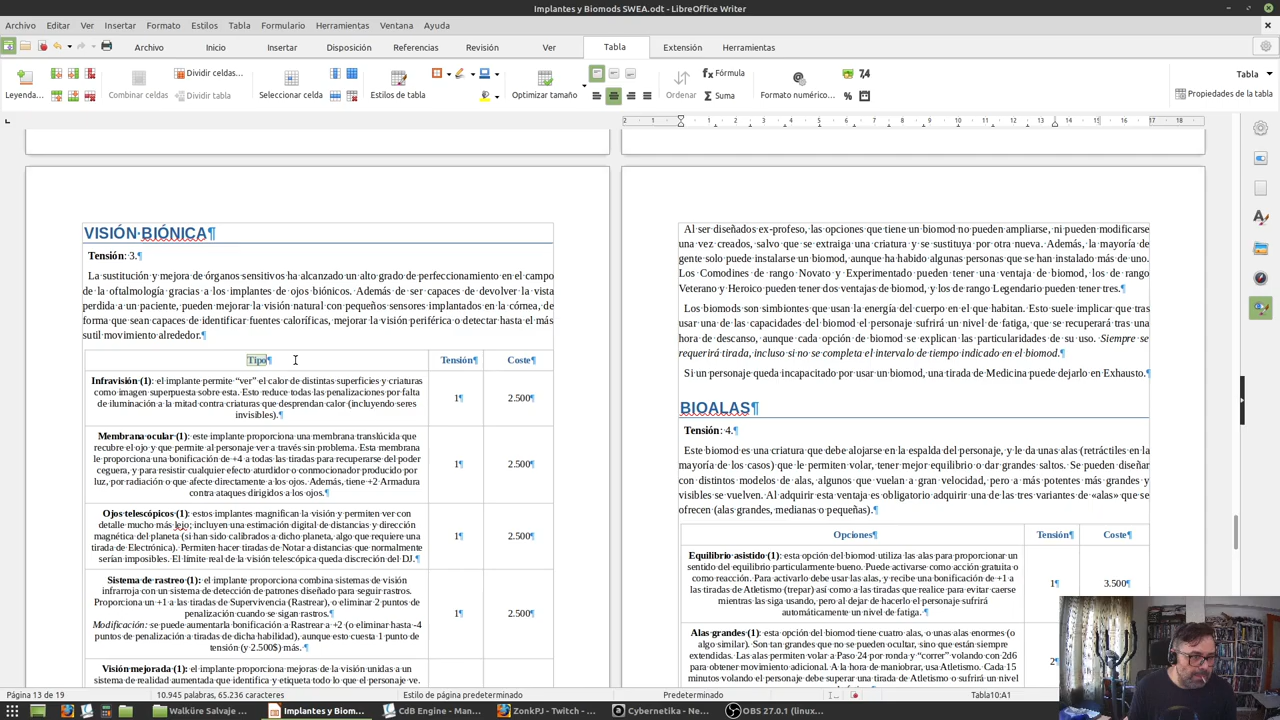 Implantes y Biomods SWEA.odt - LibreOffice Writer
Archivo Editar Ver Insertar Formato Estilos Tabla Formulario Herramientas Ventana Ayuda
Archivo Inicio Insertar Disposición Referencias Revisión Ver Tabla Extensión Herramientas
Leyenda... Combinar celdas Dividir celdas... Dividir tabla Seleccionar celda Estilos de tabla Optimizar tamaño Ordenar Fórmula Suma Formato numérico... Tabla Propiedades de la tabla
VISIÓN·BIÓNICA¶
Tensión: 3.¶
La sustitución y mejora de órganos sensitivos ha alcanzado un alto grado de perfeccionamiento en el campo
de la oftalmología gracias a los implantes de ojos biónicos. Además de ser capaces de devolver la vista
perdida a un paciente, pueden mejorar la visión natural con pequeños sensores implantados en la córnea, de
forma que sean capaces de identificar fuentes caloríficas, mejorar la visión periférica o detectar hasta el más
sutil movimiento alrededor.¶
Tipo¶ Tensión¶ Coste¶
Infravisión (1): el implante permite “ver” el calor de distintas superficies y criaturas
como imagen superpuesta sobre esta. Esto reduce todas las penalizaciones por falta
de iluminación a la mitad contra criaturas que desprendan calor (incluyendo seres
invisibles).¶
1¶ 2.500¶
Membrana ocular (1): este implante proporciona una membrana translúcida que
recubre el ojo y que permite al personaje ver a través sin problema. Esta membrana
le proporciona una bonificación de +4 a todas las tiradas para recuperarse del poder
ceguera, y para resistir cualquier efecto aturdidor o conmocionador producido por
luz, por radiación o que afecte directamente a los ojos. Además, tiene +2 Armadura
contra ataques dirigidos a los ojos.¶
1¶ 2.500¶
Ojos telescópicos (1): estos implantes magnifican la visión y permiten ver con
detalle mucho más lejo; incluyen una estimación digital de distancias y dirección
magnética del planeta (si han sido calibrados a dicho planeta, algo que requiere una
tirada de Electrónica). Permiten hacer tiradas de Notar a distancias que normalmente
serían imposibles. El límite real de la visión telescópica queda discreción del DJ.¶
1¶ 2.500¶
Sistema de rastreo (1): el implante proporciona combina sistemas de visión
infrarroja con un sistema de detección de patrones diseñado para seguir rastros.
Proporciona un +1 a las tiradas de Supervivencia (Rastrear), o eliminar 2 puntos de
penalización cuando se sigan rastros.¶
Modificación: se puede aumentarla bonificación a Rastrear a +2 (o eliminar hasta -4
puntos de penalización a tiradas de dicha habilidad), aunque esto cuesta 1 punto de
tensión (y 2.500$) más.¶
1¶ 2.500¶
Visión mejorada (1): el implante proporciona mejoras de la visión unidas a un
sistema de realidad aumentada que identifica y etiqueta todo lo que el personaje ve.
Al ser diseñados ex-profeso, las opciones que tiene un biomod no pueden ampliarse, ni pueden modificarse
una vez creados, salvo que se extraiga una criatura y se sustituya por otra nueva. Además, la mayoría de
gente solo puede instalarse un biomod, aunque ha habido algunas personas que se han instalado más de uno.
Los Comodines de rango Novato y Experimentado pueden tener una ventaja de biomod, y los de rango
Veterano y Heroico pueden tener dos ventajas de biomod, y los de rango Legendario pueden tener tres.¶
Los biomods son simbiontes que usan la energía del cuerpo en el que habitan. Esto suele implicar que tras
usar una de las capacidades del biomod el personaje sufrirá un nivel de fatiga, que se recuperará tras una
hora de descanso, aunque cada opción de biomod se explican las particularidades de su uso. Siempre se
requerirá tirada, incluso si no se completa el intervalo de tiempo indicado en el biomod.¶
Si un personaje queda incapacitado por usar un biomod, una tirada de Medicina puede dejarlo en Exhausto.¶
BIOALAS¶
Tensión: 4.¶
Este biomod es una criatura que debe alojarse en la espalda del personaje, y le da unas alas (retráctiles en la
mayoría de los casos) que le permiten volar, tener mejor equilibrio o dar grandes saltos. Se pueden diseñar
con distintos modelos de alas, algunos que vuelan a gran velocidad, pero a más potentes más grandes y
visibles se vuelven. Al adquirir esta ventaja es obligatorio adquirir una de las tres variantes de «alas» que se
ofrecen (alas grandes, medianas o pequeñas).¶
Opciones¶ Tensión¶ Coste¶
Equilibrio asistido (1): esta opción del biomod utiliza las alas para proporcionar un
sentido del equilibrio particularmente bueno. Puede activarse como acción gratuita o
como reacción. Para activarlo debe usar las alas, y recibe una bonificación de +1 a
las tiradas de Atletismo (trepar) así como a las tiradas que realice para evitar caerse
mientras las siga usando, pero al dejar de hacerlo el personaje sufrirá
automáticamente un nivel de fatiga. ¶
1¶ 3.500¶
Alas grandes (1): esta opción del biomod tiene cuatro alas, o unas alas enormes (o
algo similar). Son tan grandes que no se pueden ocultar, sino que están siempre
extendidas. Las alas permiten volar a Paso 24 por ronda y “correr” volando con 2d6
para obtener movimiento adicional. A la hora de maniobrar, usa Atletismo. Cada 15
minutos volando el personaje debe superar una tirada de Atletismo o sufrirá un nivel
2¶
Página 13 de 19 10.945 palabras, 65.236 caracteres Estilo de página predeterminado Predeterminado Tabla10:A1
Walküre Salvaje Implantes y Biom... CdB Engine - Man... ZonkPJ - Twitch - ... Cybernetika - ... OBS 27.0.1 (linux...